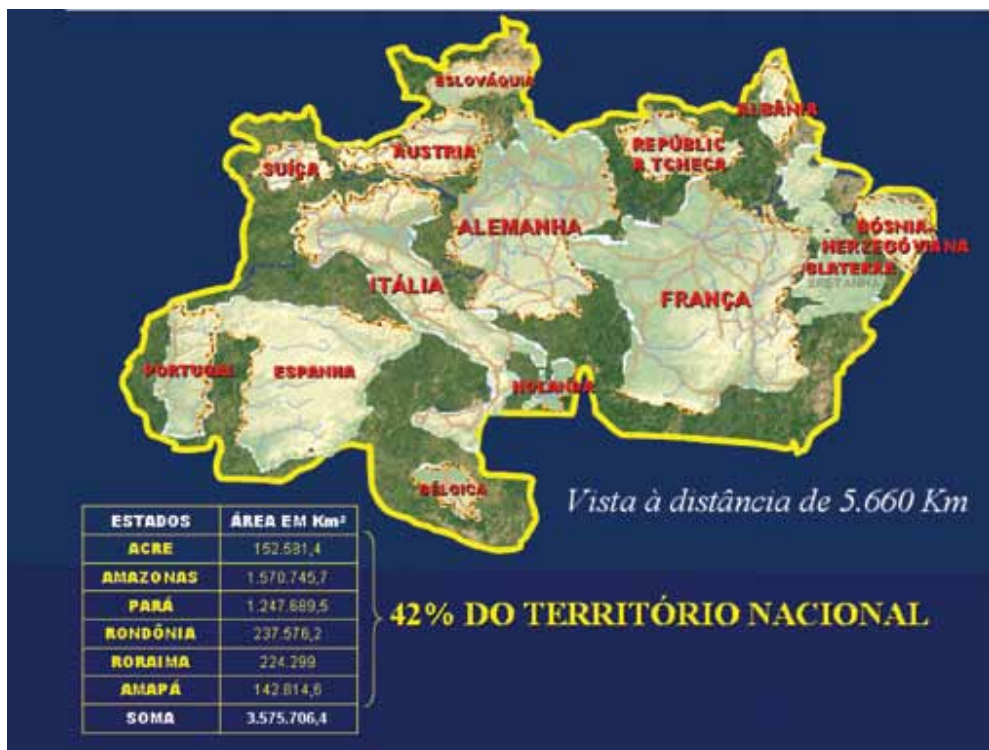 ESLOVÁQUIA
ALBÂNIA
SUÍÇA
AUSTRIA
REPÚBLIC
A TCHECA
ALEMANHA
BÓSNIA-
HERZEGÓVIANA
GLATERRA
BRETANHA
ITÁLIA
FRANÇA
PORTUGAL
ESPANHA
HOLANDA
BÉLGICA
Vista à distância de 5.660 Km
ESTADOS ÁREA EM Km²
ACRE 152.581,4
AMAZONAS 1.570.745,7
PARÁ 1.247.689,5
RONDÔNIA 237.576,2
RORAIMA 224.299
AMAPÁ 142.814,6
SOMA 3.575.706,4
42% DO TERRITÓRIO NACIONAL